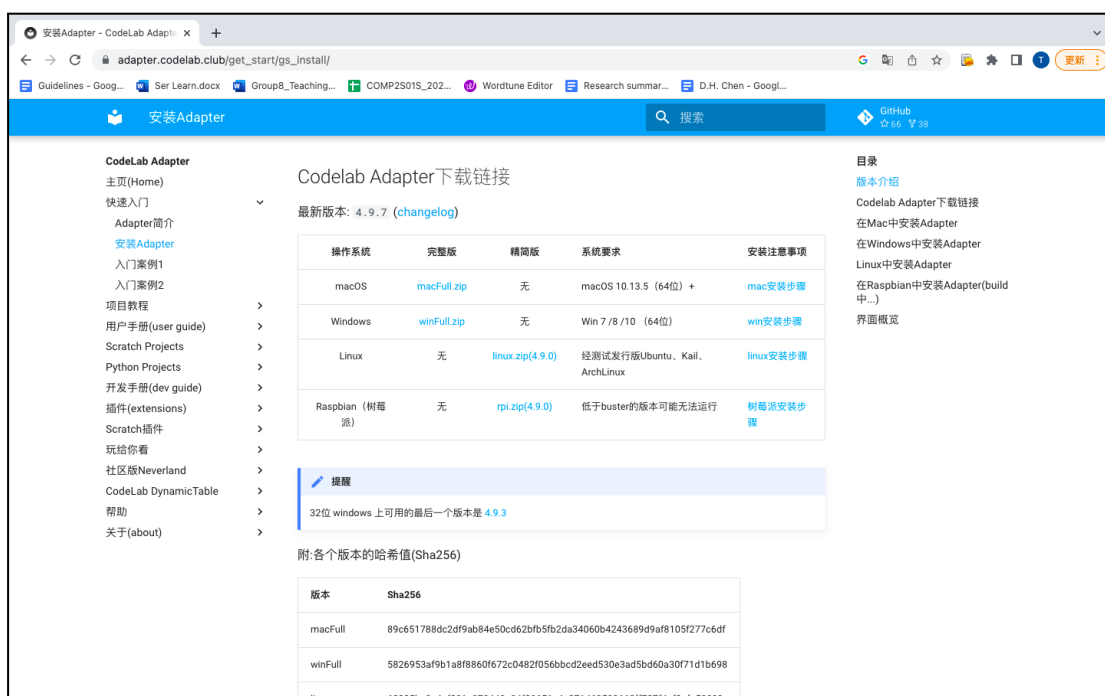 安装Adapter - CodeLab Adapte
adapter.codelab.club/get_start/gs_install/
T
更新
Guidelines - Goog... Ser Learn.docx Group8_Teaching... COMP2S01S_202... Wordtune Editor Research summar... D.H. Chen - Googl...
安装Adapter
搜索
GitHub
66 38
CodeLab Adapter
主页(Home)
快速入门
Adapter简介
安装Adapter
入门案例1
入门案例2
项目教程
用户手册(user guide)
Scratch Projects
Python Projects
开发手册(dev guide)
插件(extensions)
Scratch插件
玩给你看
社区版Neverland
CodeLab DynamicTable
帮助
关于(about)
Codelab Adapter下载链接
最新版本: 4.9.7 (changelog)
操作系统 完整版 精简版 系统要求 安装注意事项
macOS macFull.zip 无 macOS 10.13.5（64位）+ mac安装步骤
Windows winFull.zip 无 Win 7 /8 /10 （64位） win安装步骤
Linux 无 linux.zip(4.9.0) 经测试发行版Ubuntu、Kail、 linux安装步骤
ArchLinux
Raspbian（树莓 无 rpi.zip(4.9.0) 低于buster的版本可能无法运行 树莓派安装步
派） 骤
提醒
32位 windows 上可用的最后一个版本是 4.9.3
附:各个版本的哈希值(Sha256)
版本 Sha256
macFull 89c651788dc2df9ab84e50cd62bfb5fb2da34060b4243689d9af8105f277c6df
winFull 5826953af9b1a8f8860f672c0482f056bbcd2eed530e3ad5bd60a30f71d1b698
目录
版本介绍
Codelab Adapter下载链接
在Mac中安装Adapter
在Windows中安装Adapter
Linux中安装Adapter
在Raspbian中安装Adapter(build
中...)
界面概览